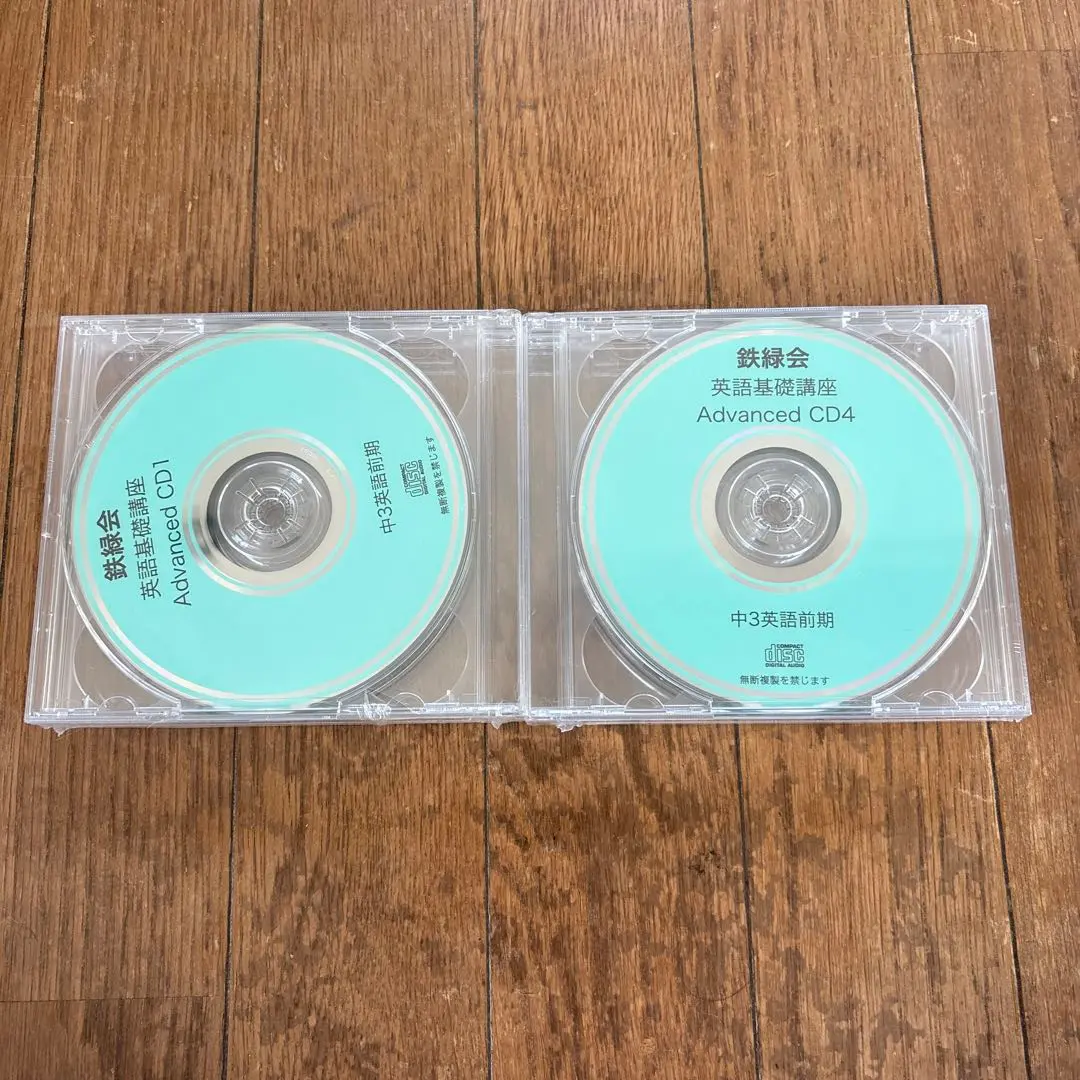 鉄緑会
英語基礎講座
Advanced CD1
中3英語前期
COMPACT
disc
DIGITAL AUDIO
無断複製を禁じます
鉄緑会
英語基礎講座
Advanced CD4
中3英語前期
COMPACT
disc
DIGITAL AUDIO
無断複製を禁じます